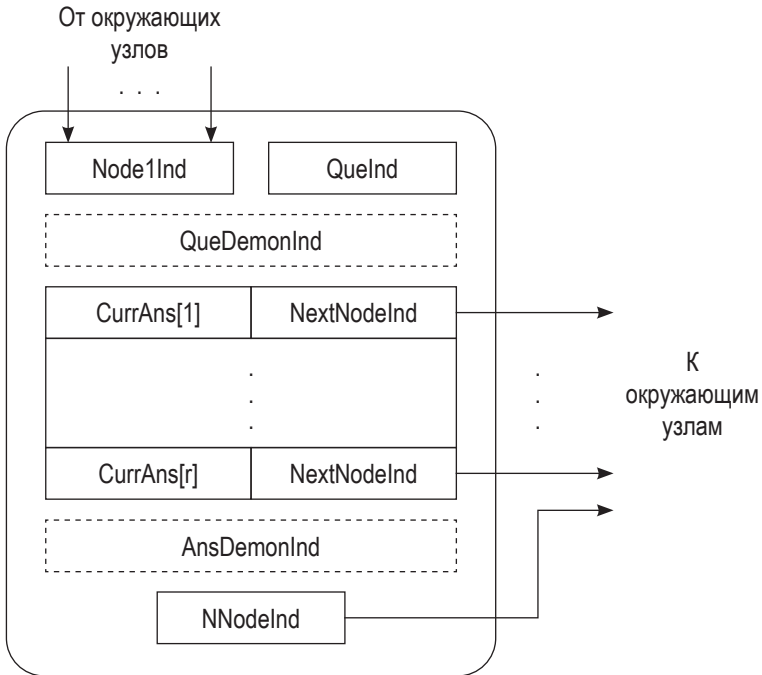 От окружающих
узлов
. . .
Node1Ind QueInd
QueDemonInd
CurrAns[1] NextNodeInd
.
.
.
.
.
.
К
окружающим
узлам
CurrAns[r] NextNodeInd
AnsDemonInd
NNodeInd